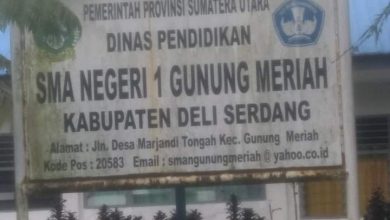 PEMERINTAH PROVINSI SUMATERA UTARA
DINAS PENDIDIKAN
SMA NEGERI 1 GUNUNG MERIAH
KABUPATEN DELI SERDANG
Alamat : Jln. Desa Marjandi Tongah Kec. Gunung Meriah
Kode Pos : 20583 Email : smangunungmeriah @ yahoo.co.id